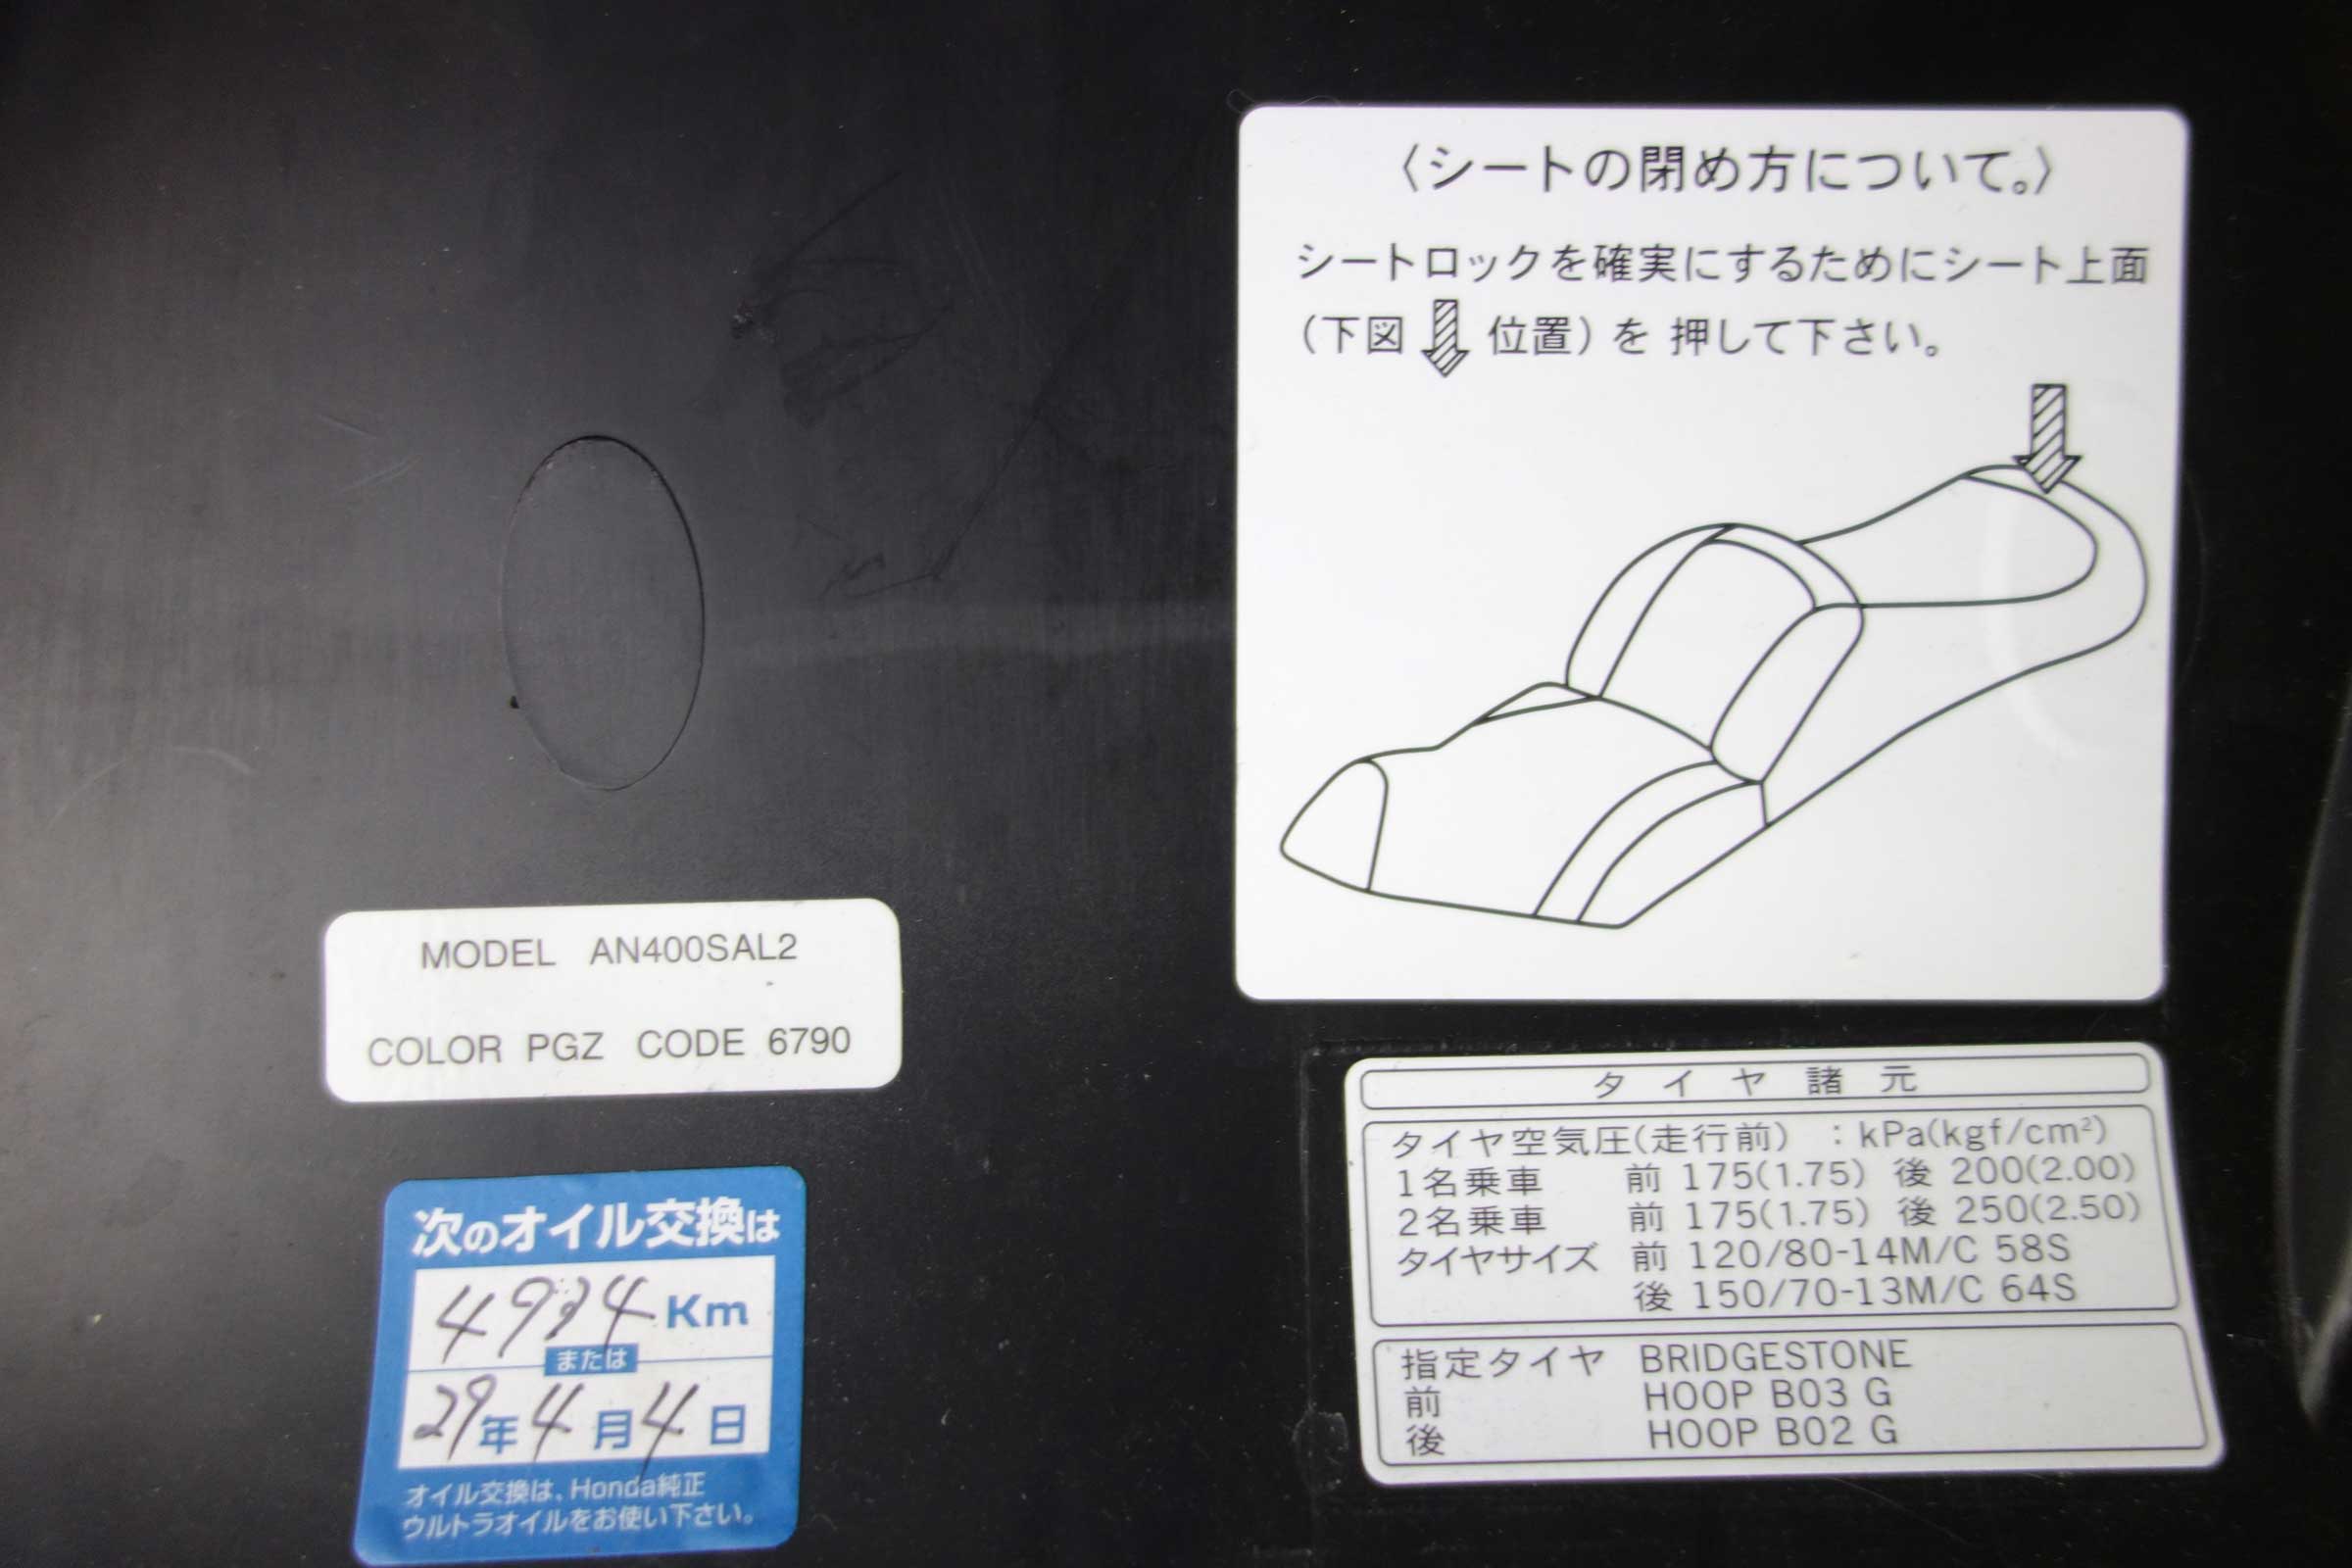 〈シートの閉め方について。〉
シートロックを確実にするためにシート上面
（下図 位置）を 押して下さい。
MODEL AN400SAL2
COLOR PGZ CODE 6790
タイヤ諸元
タイヤ空気圧(走行前) : kPa(kgf/cm²)
1名乗車 前 175(1.75) 後 200(2.00)
2名乗車 前 175(1.75) 後 250(2.50)
タイヤサイズ 前 120/80-14M/C 58S
後 150/70-13M/C 64S
指定タイヤ BRIDGESTONE
前 HOOP B03 G
後 HOOP B02 G
次のオイル交換は
Km
または
29年4月4日
オイル交換は、Honda純正
ウルトラオイルをお使い下さい。